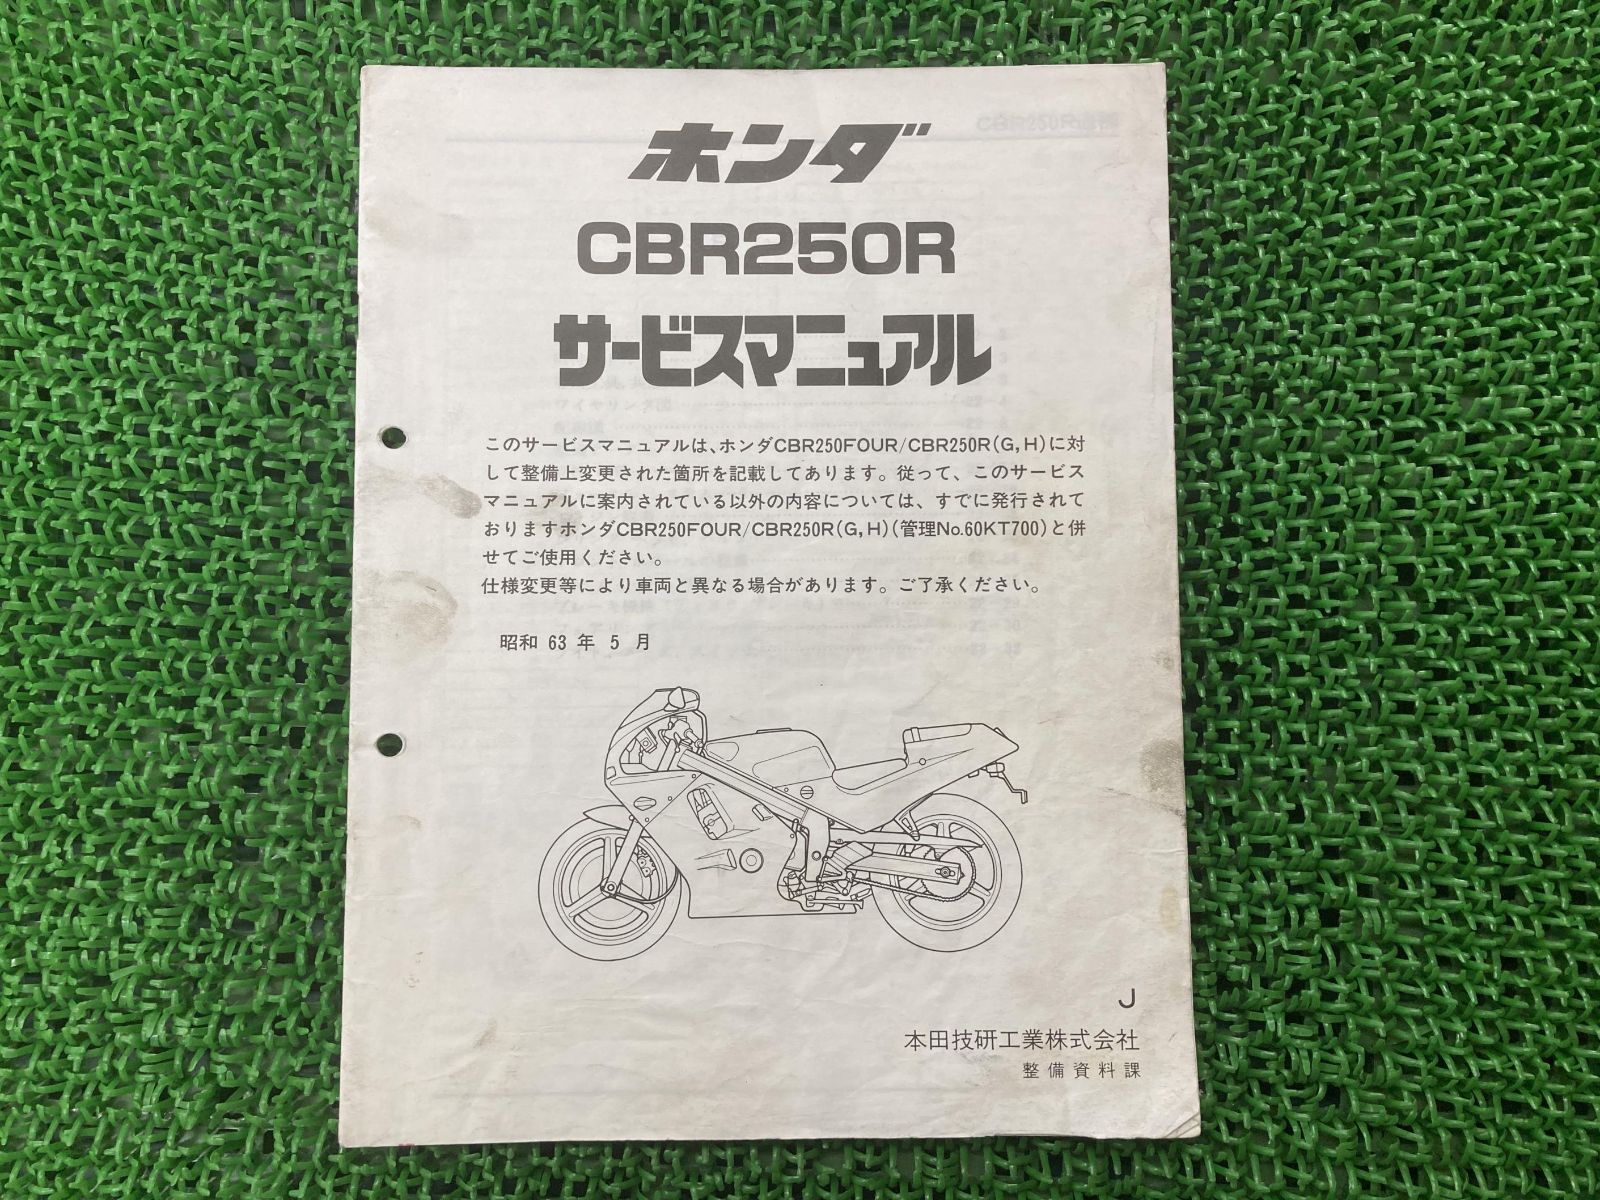 ホンダ
CBR250R
サービスマニュアル
このサービスマニュアルは、ホンダCBR250FOUR/CBR250R(G,H)に対
して整備上変更された箇所を記載してあります。従って、このサービス
マニュアルに案内されている以外の内容については、すでに発行されて
おりますホンダCBR250FOUR/CBR250R(G,H)(管理No.60KT700)と併
せてご使用ください。
仕様変更等により車両と異なる場合があります。ご了承ください。
昭和 63 年 5 月
J
本田技研工業株式会社
整備資料課